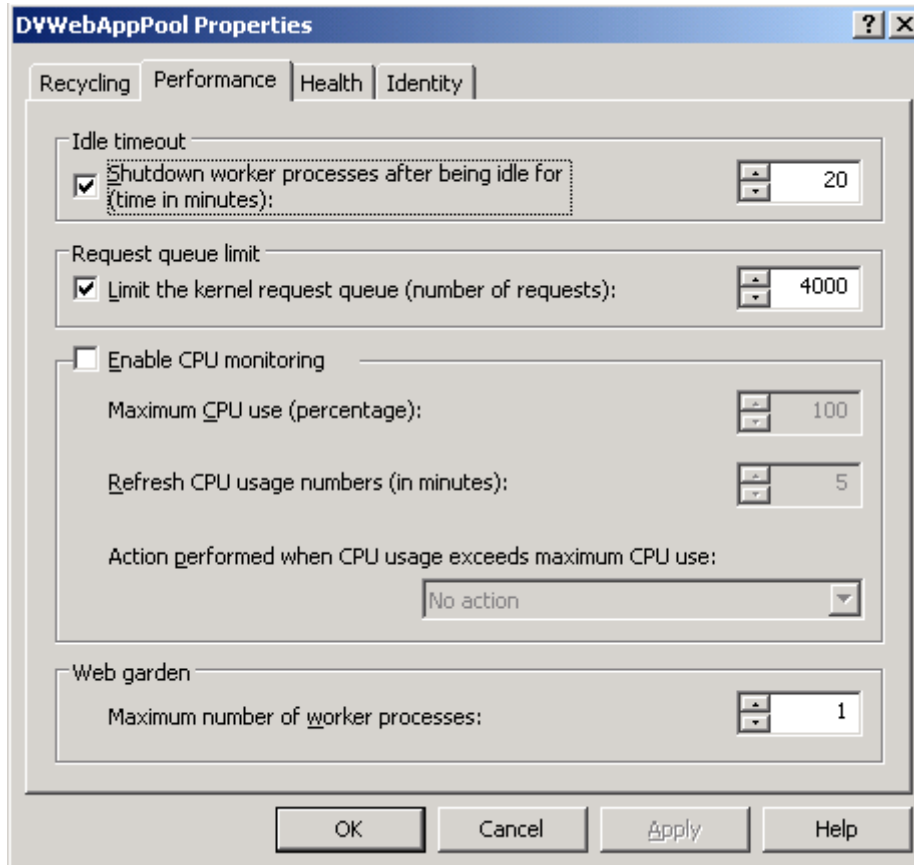 DVWebAppPool Properties
Recycling Performance Health Identity
Idle timeout
Shutdown worker processes after being idle for
(time in minutes):
20
Request queue limit
Limit the kernel request queue (number of requests):
4000
Enable CPU monitoring
Maximum CPU use (percentage):
100
Refresh CPU usage numbers (in minutes):
5
Action performed when CPU usage exceeds maximum CPU use:
No action
Web garden
Maximum number of worker processes:
1
OK Cancel Apply Help